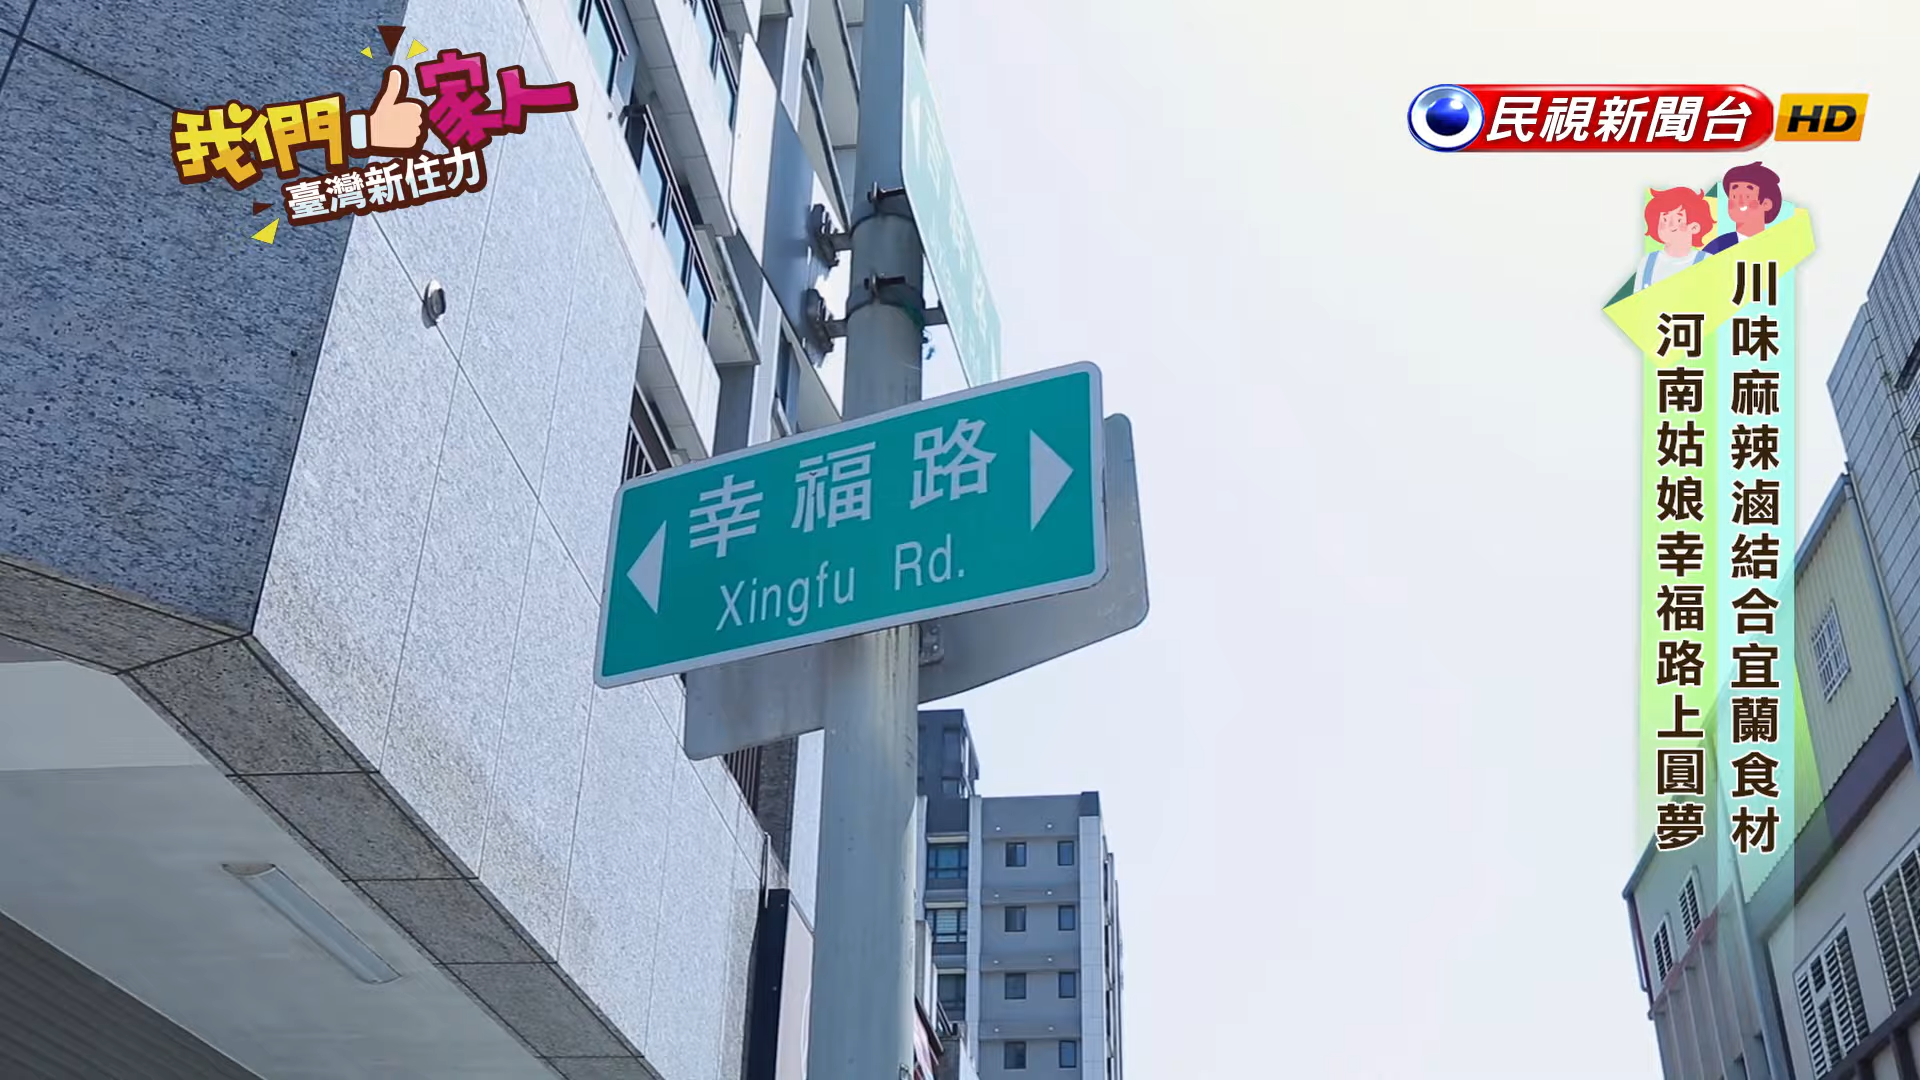 我們一家人
臺灣新住力
民視新聞台 HD
川味麻辣滷結合宜蘭食材
河南姑娘幸福路上圓夢
幸福路
Xingfu Rd.